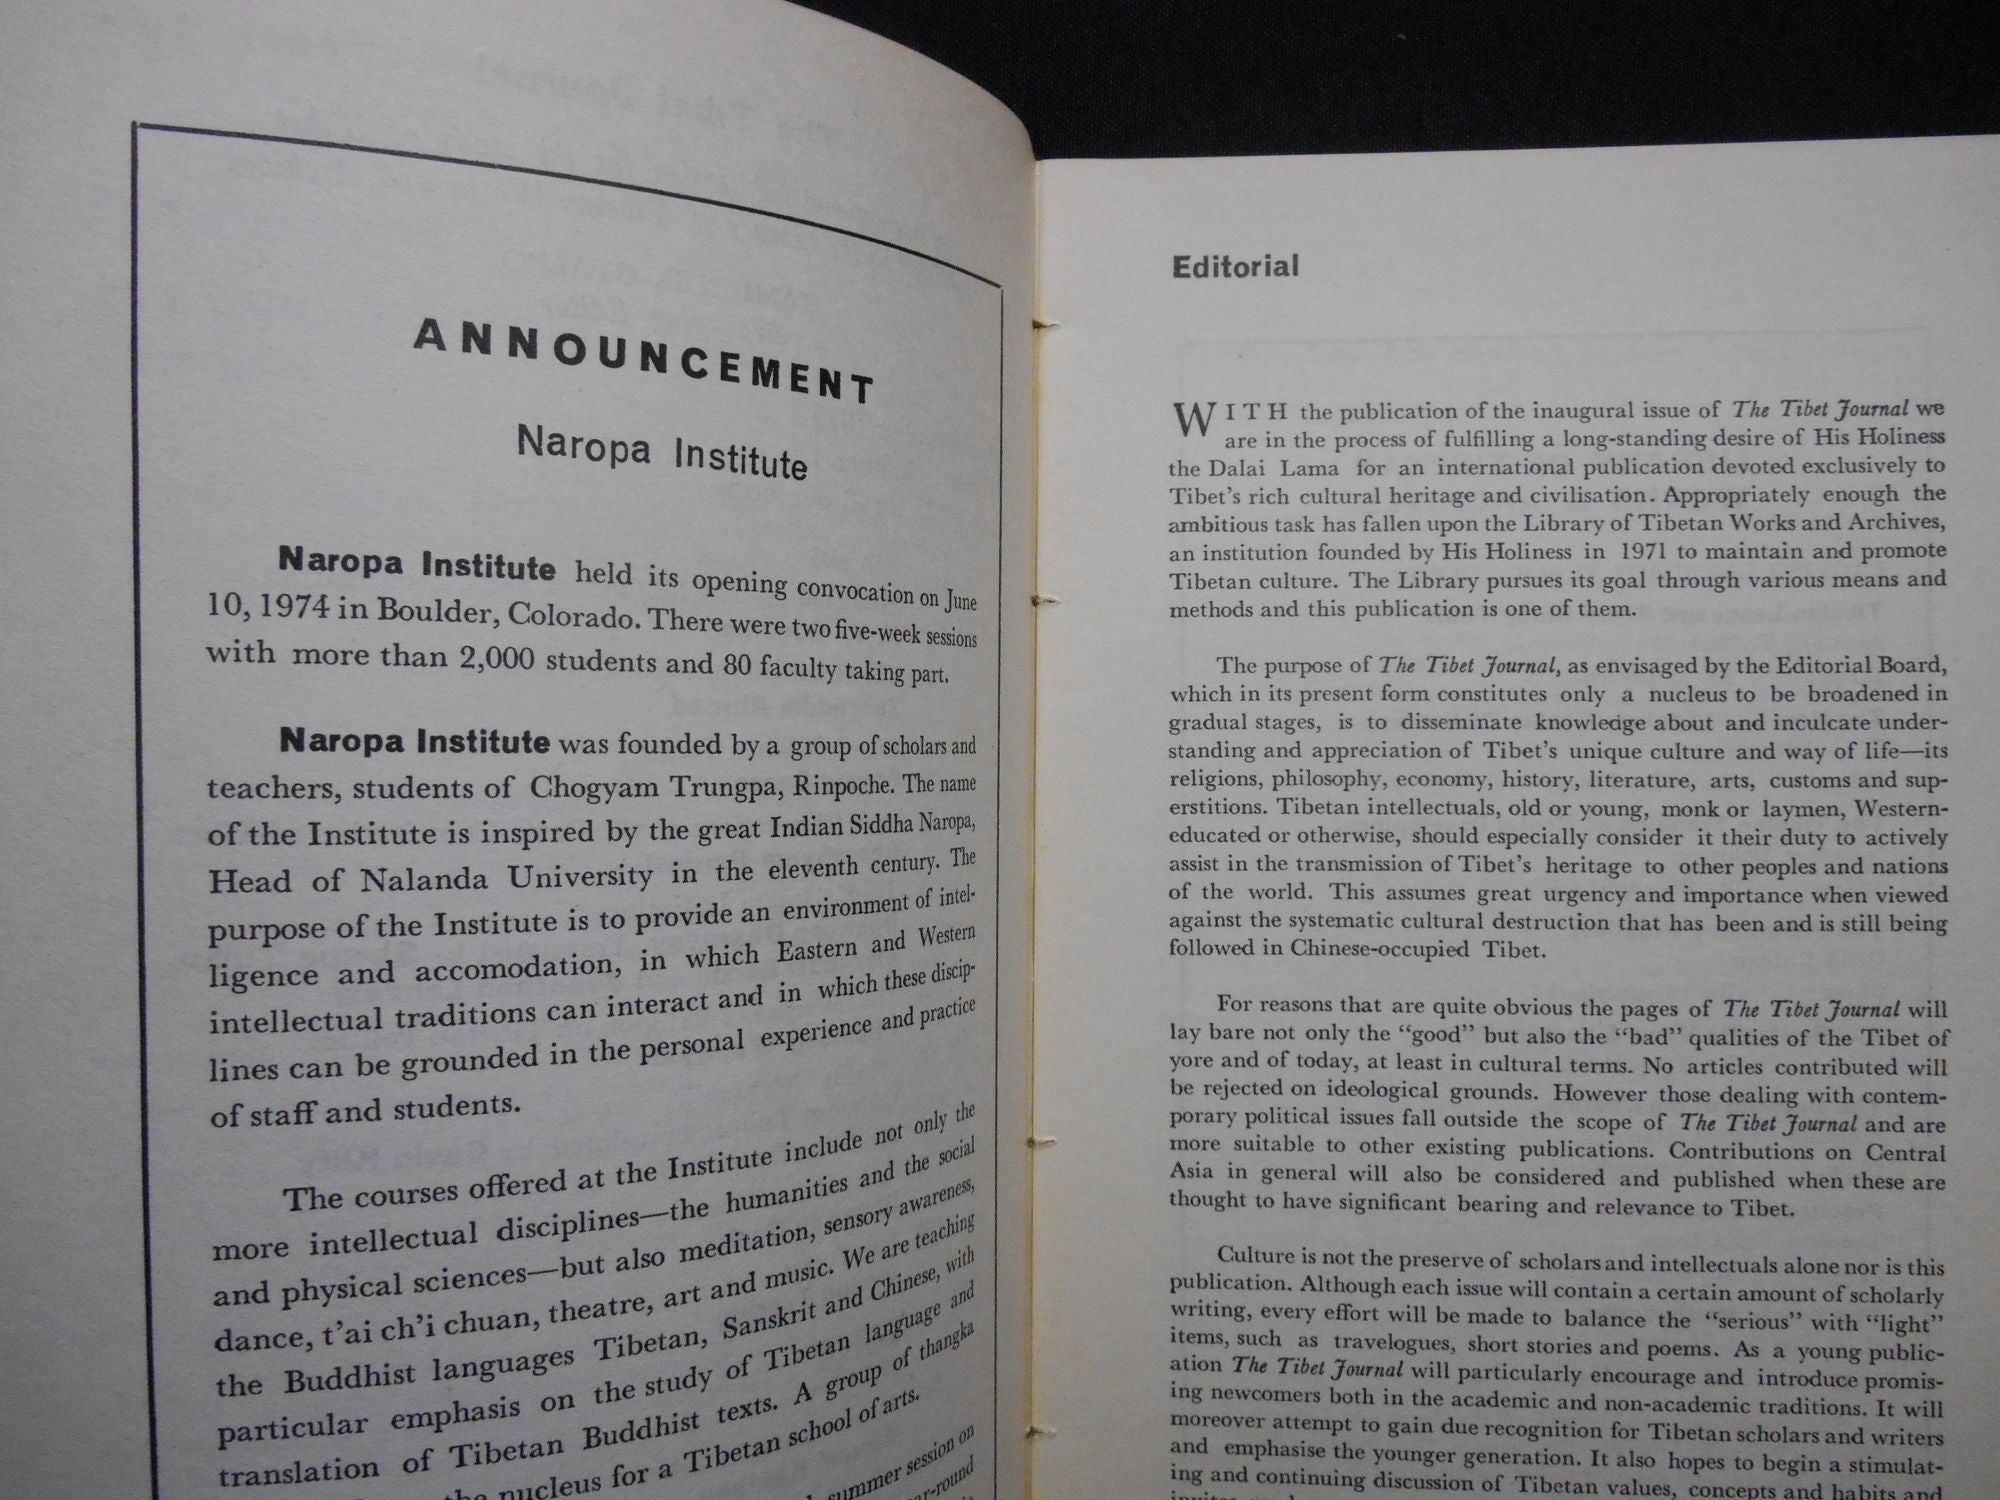 ANNOUNCEMENT
Naropa Institute
Naropa Institute held its opening convocation on June
10, 1974 in Boulder, Colorado. There were two five-week sessions
with more than 2,000 students and 80 faculty taking part.
Naropa Institute was founded by a group of scholars and
teachers, students of Chogyam Trungpa, Rinpoche. The name
of the Institute is inspired by the great Indian Siddha Naropa,
Head of Nalanda University in the eleventh century. The
purpose of the Institute is to provide an environment of intel-
ligence and accomodation, in which Eastern and Western
intellectual traditions can interact and in which these discip-
lines can be grounded in the personal experience and practice
of staff and students.
The courses offered at the Institute include not only the
more intellectual disciplines—the humanities and the social
and physical sciences—but also meditation, sensory awareness,
dance, t'ai ch'i chuan, theatre, art and music. We are teaching
the Buddhist languages Tibetan, Sanskrit and Chinese, with
particular emphasis on the study of Tibetan language and
translation of Tibetan Buddhist texts. A group of thangka
the nucleus for a Tibetan school of arts.
summer session on
Editorial
WITH the publication of the inaugural issue of The Tibet Journal we
are in the process of fulfilling a long-standing desire of His Holiness
the Dalai Lama for an international publication devoted exclusively to
Tibet's rich cultural heritage and civilisation. Appropriately enough the
ambitious task has fallen upon the Library of Tibetan Works and Archives,
an institution founded by His Holiness in 1971 to maintain and promote
Tibetan culture. The Library pursues its goal through various means and
methods and this publication is one of them.
The purpose of The Tibet Journal, as envisaged by the Editorial Board,
which in its present form constitutes only a nucleus to be broadened in
gradual stages, is to disseminate knowledge about and inculcate under-
standing and appreciation of Tibet's unique culture and way of life—its
religions, philosophy, economy, history, literature, arts, customs and sup-
erstitions. Tibetan intellectuals, old or young, monk or laymen, Western-
educated or otherwise, should especially consider it their duty to actively
assist in the transmission of Tibet's heritage to other peoples and nations
of the world. This assumes great urgency and importance when viewed
against the systematic cultural destruction that has been and is still being
followed in Chinese-occupied Tibet.
For reasons that are quite obvious the pages of The Tibet Journal will
lay bare not only the "good" but also the "bad" qualities of the Tibet of
yore and of today, at least in cultural terms. No articles contributed will
be rejected on ideological grounds. However those dealing with contem-
porary political issues fall outside the scope of The Tibet Journal and are
more suitable to other existing publications. Contributions on Central
Asia in general will also be considered and published when these are
thought to have significant bearing and relevance to Tibet.
Culture is not the preserve of scholars and intellectuals alone nor is this
publication. Although each issue will contain a certain amount of scholarly
writing, every effort will be made to balance the "serious" with "light"
items, such as travelogues, short stories and poems. As a young public-
ation The Tibet Journal will particularly encourage and introduce promis-
ing newcomers both in the academic and non-academic traditions. It will
moreover attempt to gain due recognition for Tibetan scholars and writers
and emphasise the younger generation. It also hopes to begin a stimulat-
ing and continuing discussion of Tibetan values, concepts and habits and